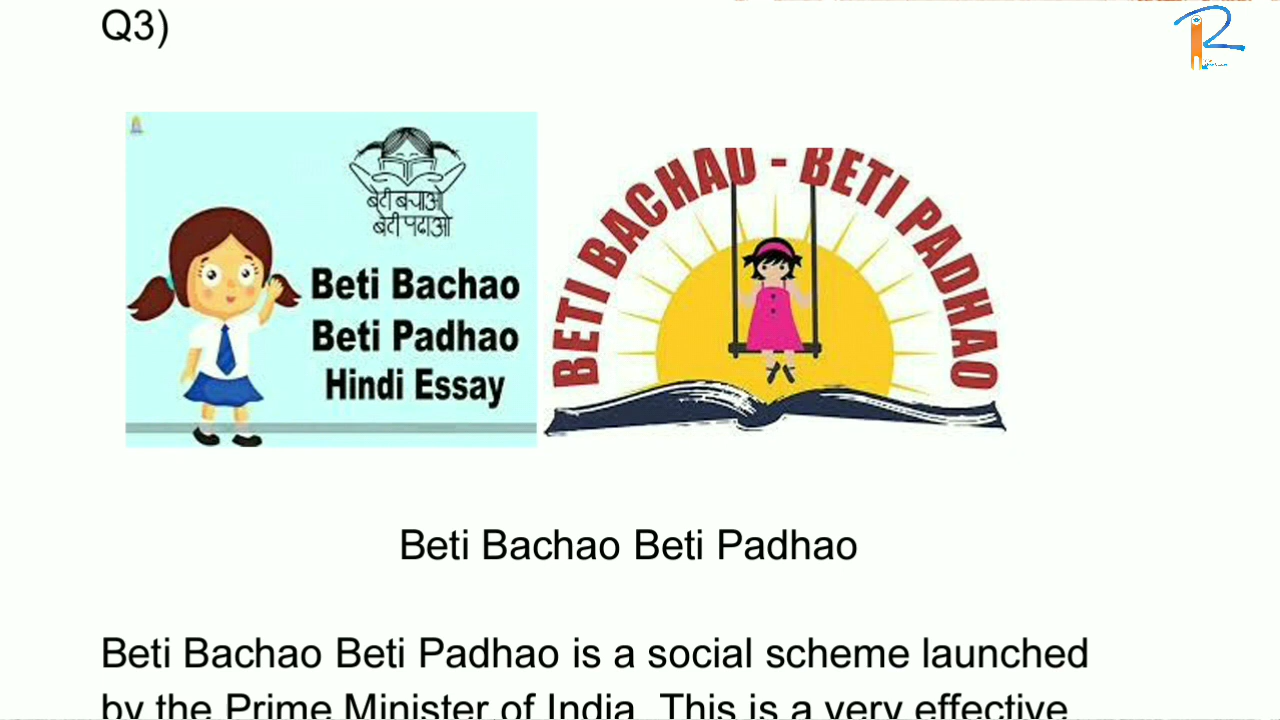 Q3)
बेटी बचाओ
बेटी पढाओ
Beti Bachao
Beti Padhao
Hindi Essay
BETI BACHAO - BETI PADHAO
Beti Bachao Beti Padhao
Beti Bachao Beti Padhao is a social scheme launched
by the Prime Minister of India. This is a very effective